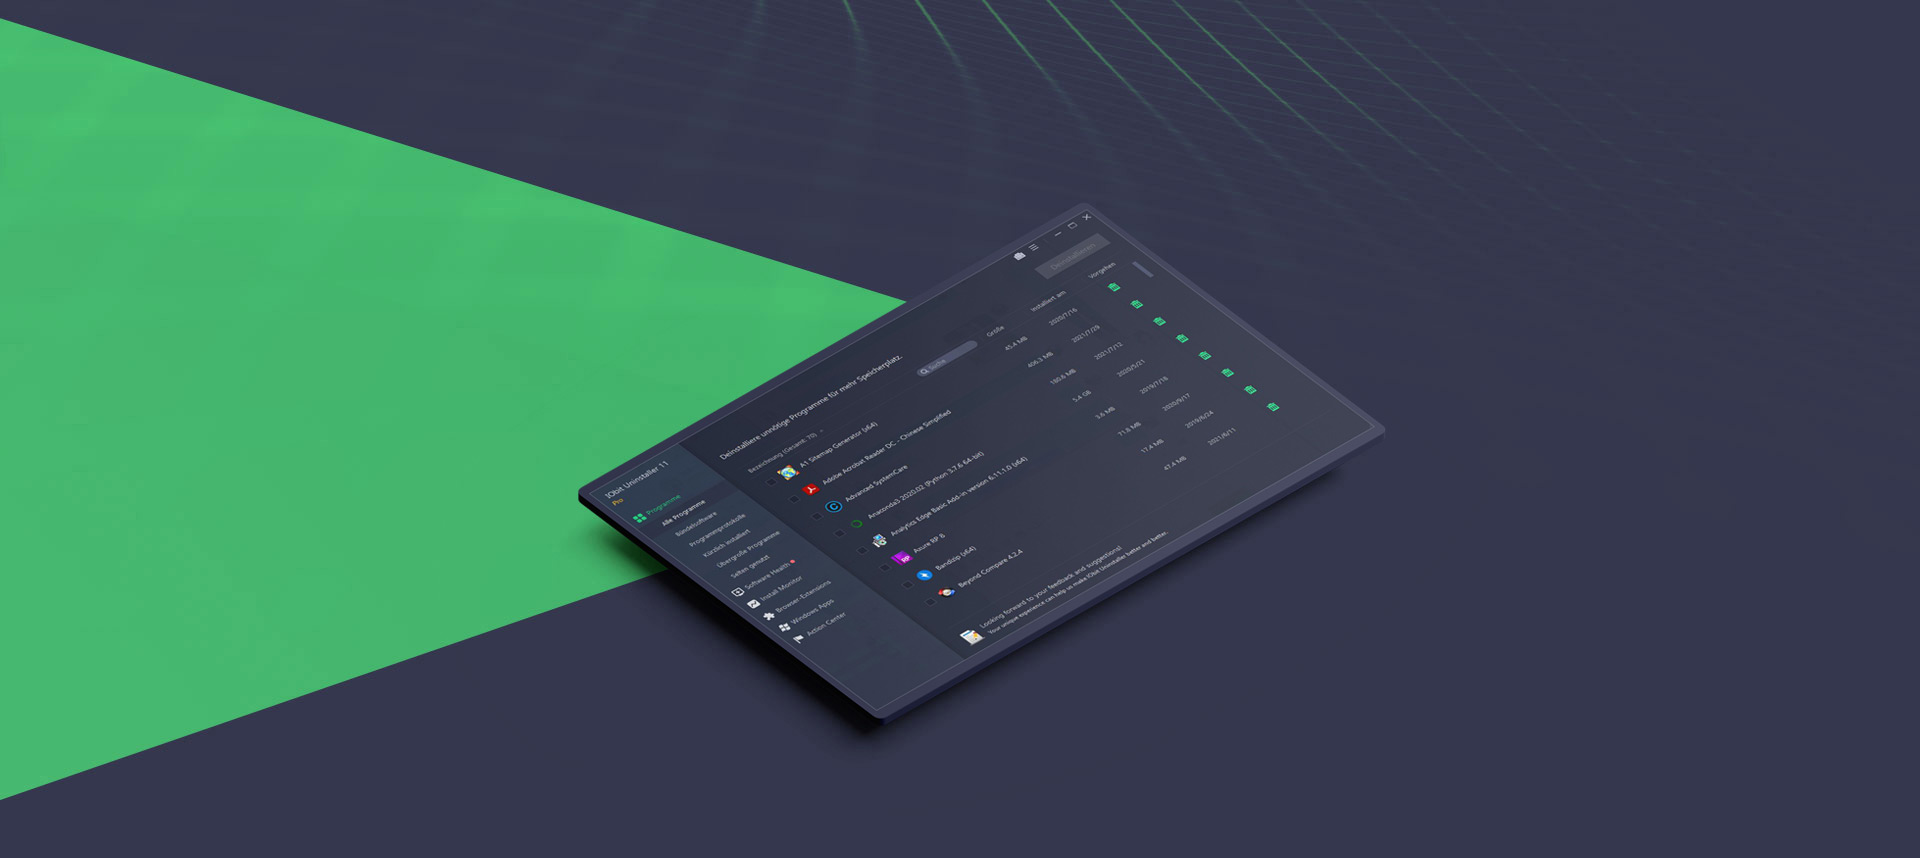 IObit Uninstaller 11
Pro
Programme
Alle Programme
Bündelsoftware
Programmprotokolle
Kürzlich installiert
Übergroße Programme
Selten genutzt
Software Health
Install Monitor
Browser-Extensions
Windows Apps
Action Center
Deinstalliere unnötige Programme für mehr Speicherplatz.
Deinstallieren
Suche
Bezeichnung (Gesamt: 70) Größe Installiert am Vorgehen
A1 Sitemap Generator (x64) 45.4 MB 2020/7/16
Adobe Acrobat Reader DC - Chinese Simplified 406.3 MB 2021/7/29
Advanced SystemCare 180.6 MB 2021/7/12
Anaconda3 2020.02 (Python 3.7.6 64-bit) 5.4 GB 2020/5/21
Analytics Edge Basic Add-in version 6.11.1.0 (x64) 3.6 MB 2019/7/18
Axure RP 8 71.8 MB 2020/9/17
Bandizip (x64) 17.4 MB 2019/6/24
Beyond Compare 4.2.4 47.4 MB 2021/6/11
Looking forward to your feedback and suggestions!
Your unique experience can help us make IObit Uninstaller better and better.